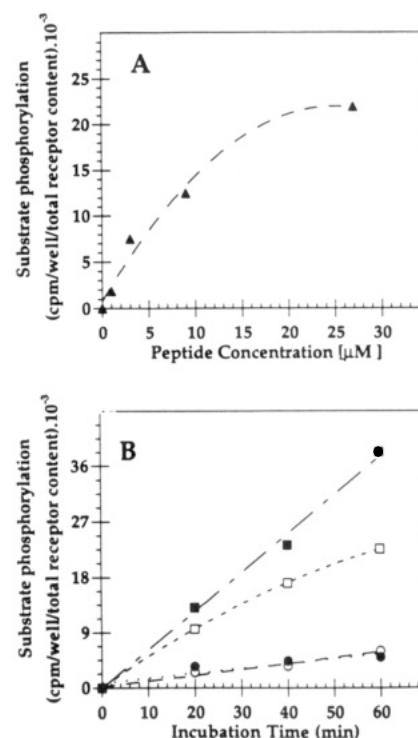 A
Substrate phosphorylation
(cpm/well/total receptor content).10⁻³
25
20
15
10
5
0
0 5 10 15 20 25 30
Peptide Concentration [µM ]
B
Substrate phosphorylation
(cpm/well/total receptor content).10⁻³
36
27
18
9
0
0 10 20 30 40 50 60
Incubation Time (min)